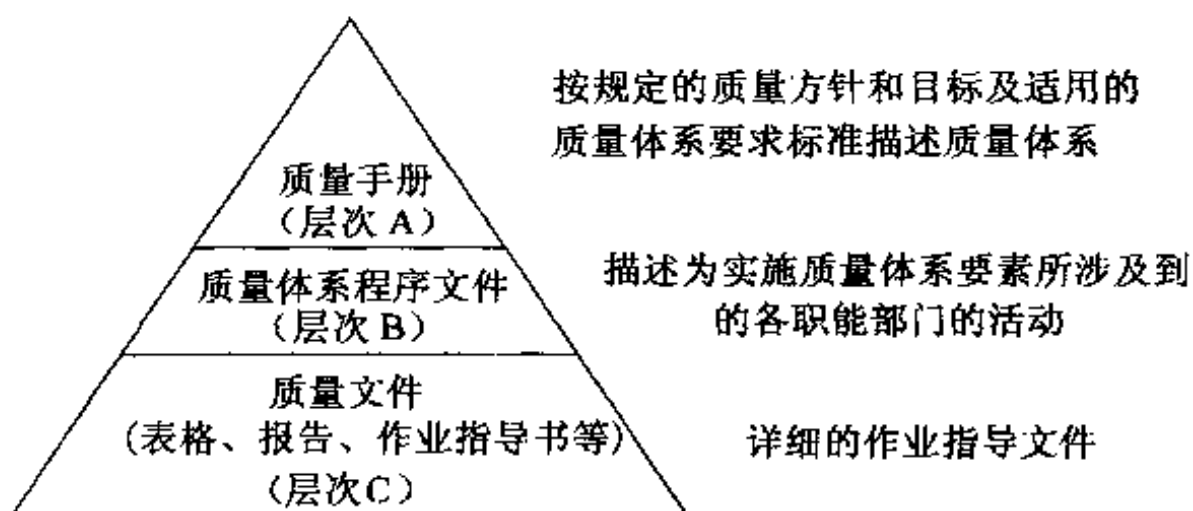 按规定的质量方针和目标及适用的
质量体系要求标准描述质量体系
质量手册
（层次 A）
质量体系程序文件
（层次 B）
描述为实施质量体系要素所涉及到
的各职能部门的活动
质量文件
(表格、报告、作业指导书等)
（层次C）
详细的作业指导文件